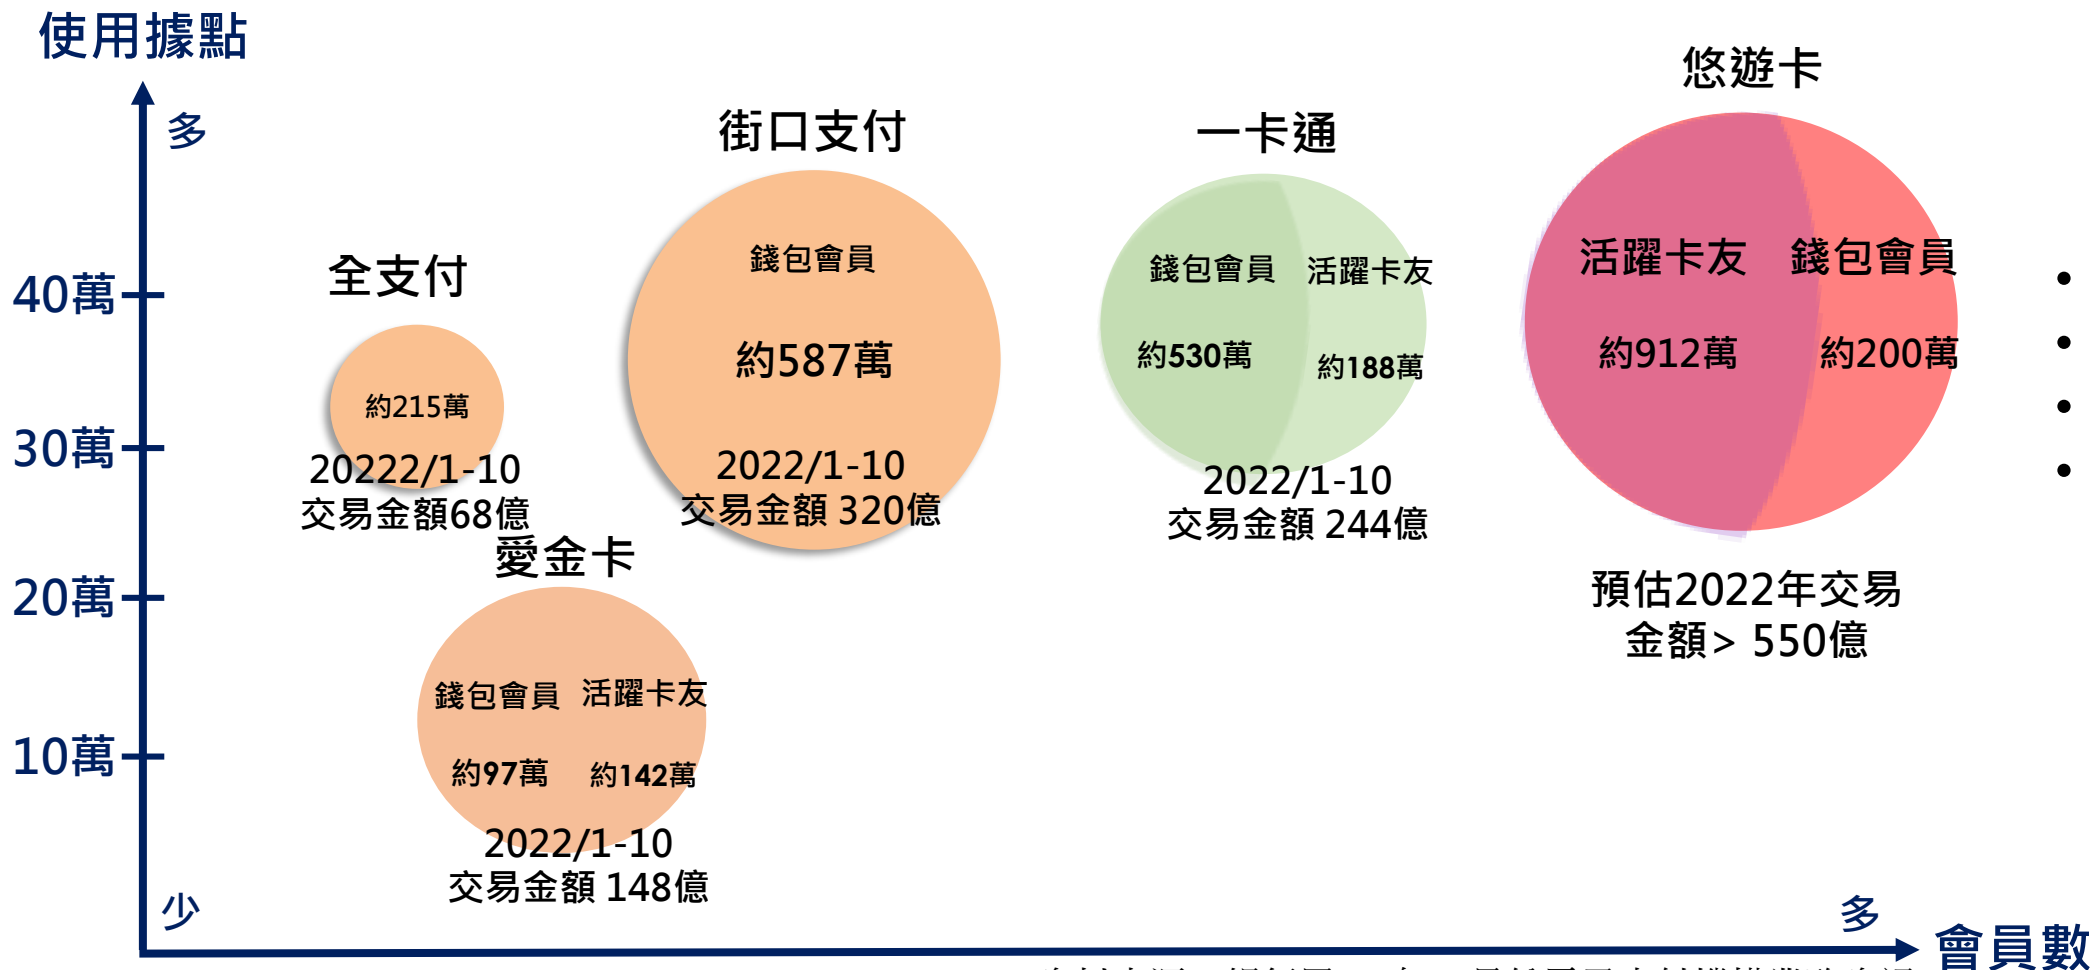 使用據點
多
40萬
30萬
20萬
10萬
少
多
會員數
全支付
約215萬
20222/1-10
交易金額68億
愛金卡
錢包會員
活躍卡友
約97萬
約142萬
2022/1-10
交易金額 148億
街口支付
錢包會員
約587萬
2022/1-10
交易金額 320億
一卡通
錢包會員
活躍卡友
約530萬
約188萬
2022/1-10
交易金額 244億
悠遊卡
活躍卡友
錢包會員
約912萬
約200萬
預估2022年交易
金額> 550億